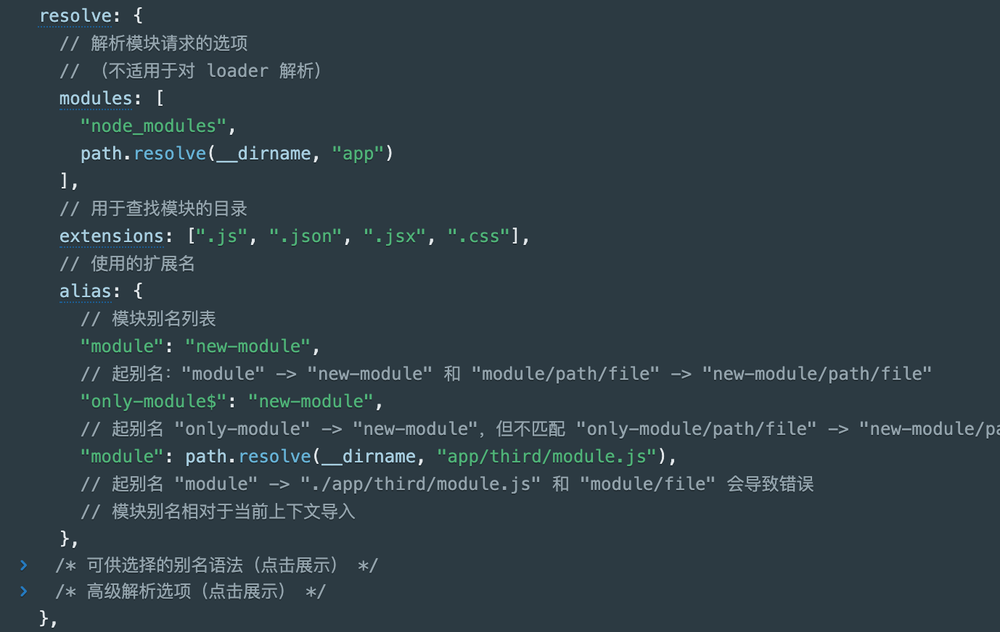 resolve: {
// 解析模块请求的选项
// （不适用于对 loader 解析）
modules: [
"node_modules",
path.resolve(__dirname, "app")
],
// 用于查找模块的目录
extensions: [".js", ".json", ".jsx", ".css"],
// 使用的扩展名
alias: {
// 模块别名列表
"module": "new-module",
// 起别名："module" -> "new-module" 和 "module/path/file" -> "new-module/path/file"
"only-module$": "new-module",
// 起别名 "only-module" -> "new-module"，但不匹配 "only-module/path/file" -> "new-module/pa
"module": path.resolve(__dirname, "app/third/module.js"),
// 起别名 "module" -> "./app/third/module.js" 和 "module/file" 会导致错误
// 模块别名相对于当前上下文导入
},
/* 可供选择的别名语法（点击展示） */
/* 高级解析选项（点击展示） */
},